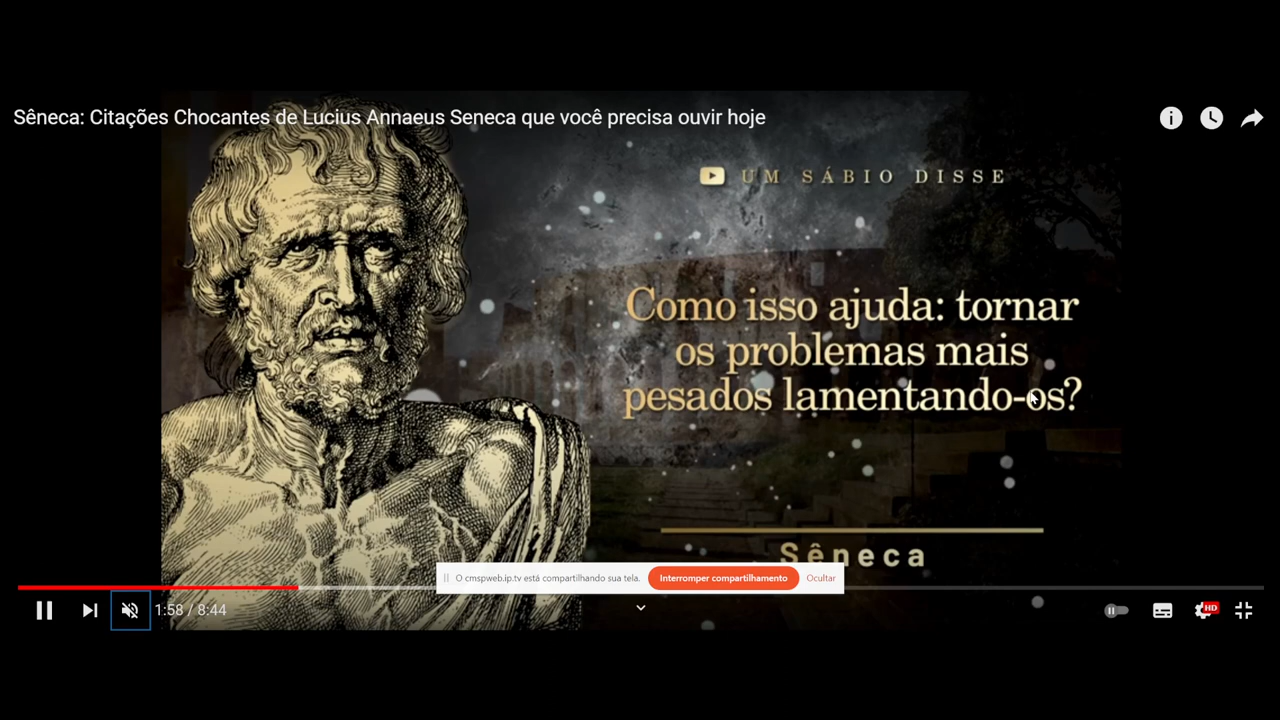 Sêneca: Citações Chocantes de Lucius Annaeus Seneca que você precisa ouvir hoje
UM SÁBIO DISSE
Como isso ajuda: tornar
os problemas mais
pesados lamentando-os?
Sêneca
O cmspweb.ip.tv está compartilhando sua tela. Interromper compartilhamento Ocultar
1:58 / 8:44 HD